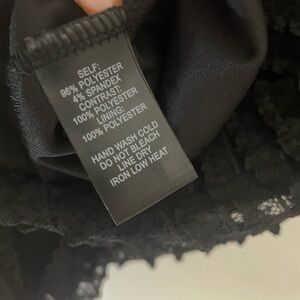 SELF:
96% POLYESTER
4% SPANDEX
CONTRAST:
100% POLYESTER
LINING:
100% POLYESTER
HAND WASH COLD
DO NOT BLEACH
LINE DRY
IRON LOW HEAT